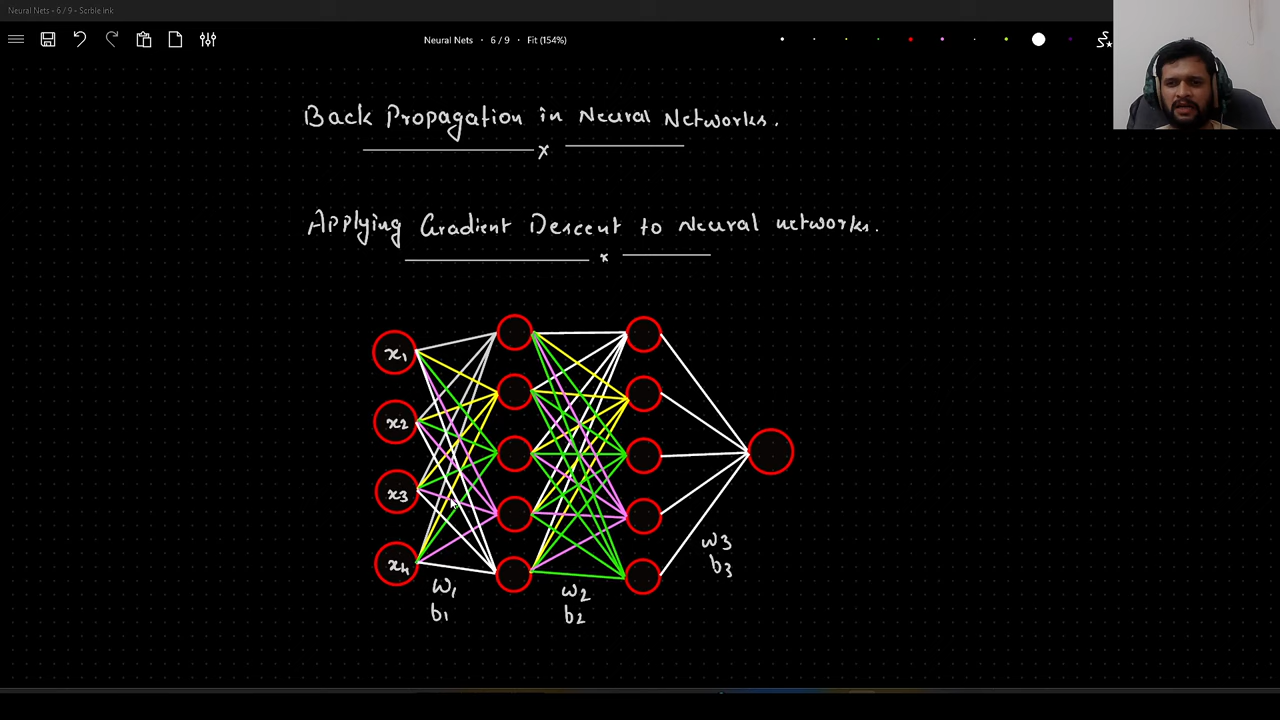 Neural Nets - 6 / 9 - Scrble Ink
Neural Nets • 6 / 9 • Fit (154%)
Back Propagation in Neural Networks.
x
Applying Gradient Descent to Neural networks.
x
x1
x2
x3
x4
w1
b1
w2
b2
w3
b3